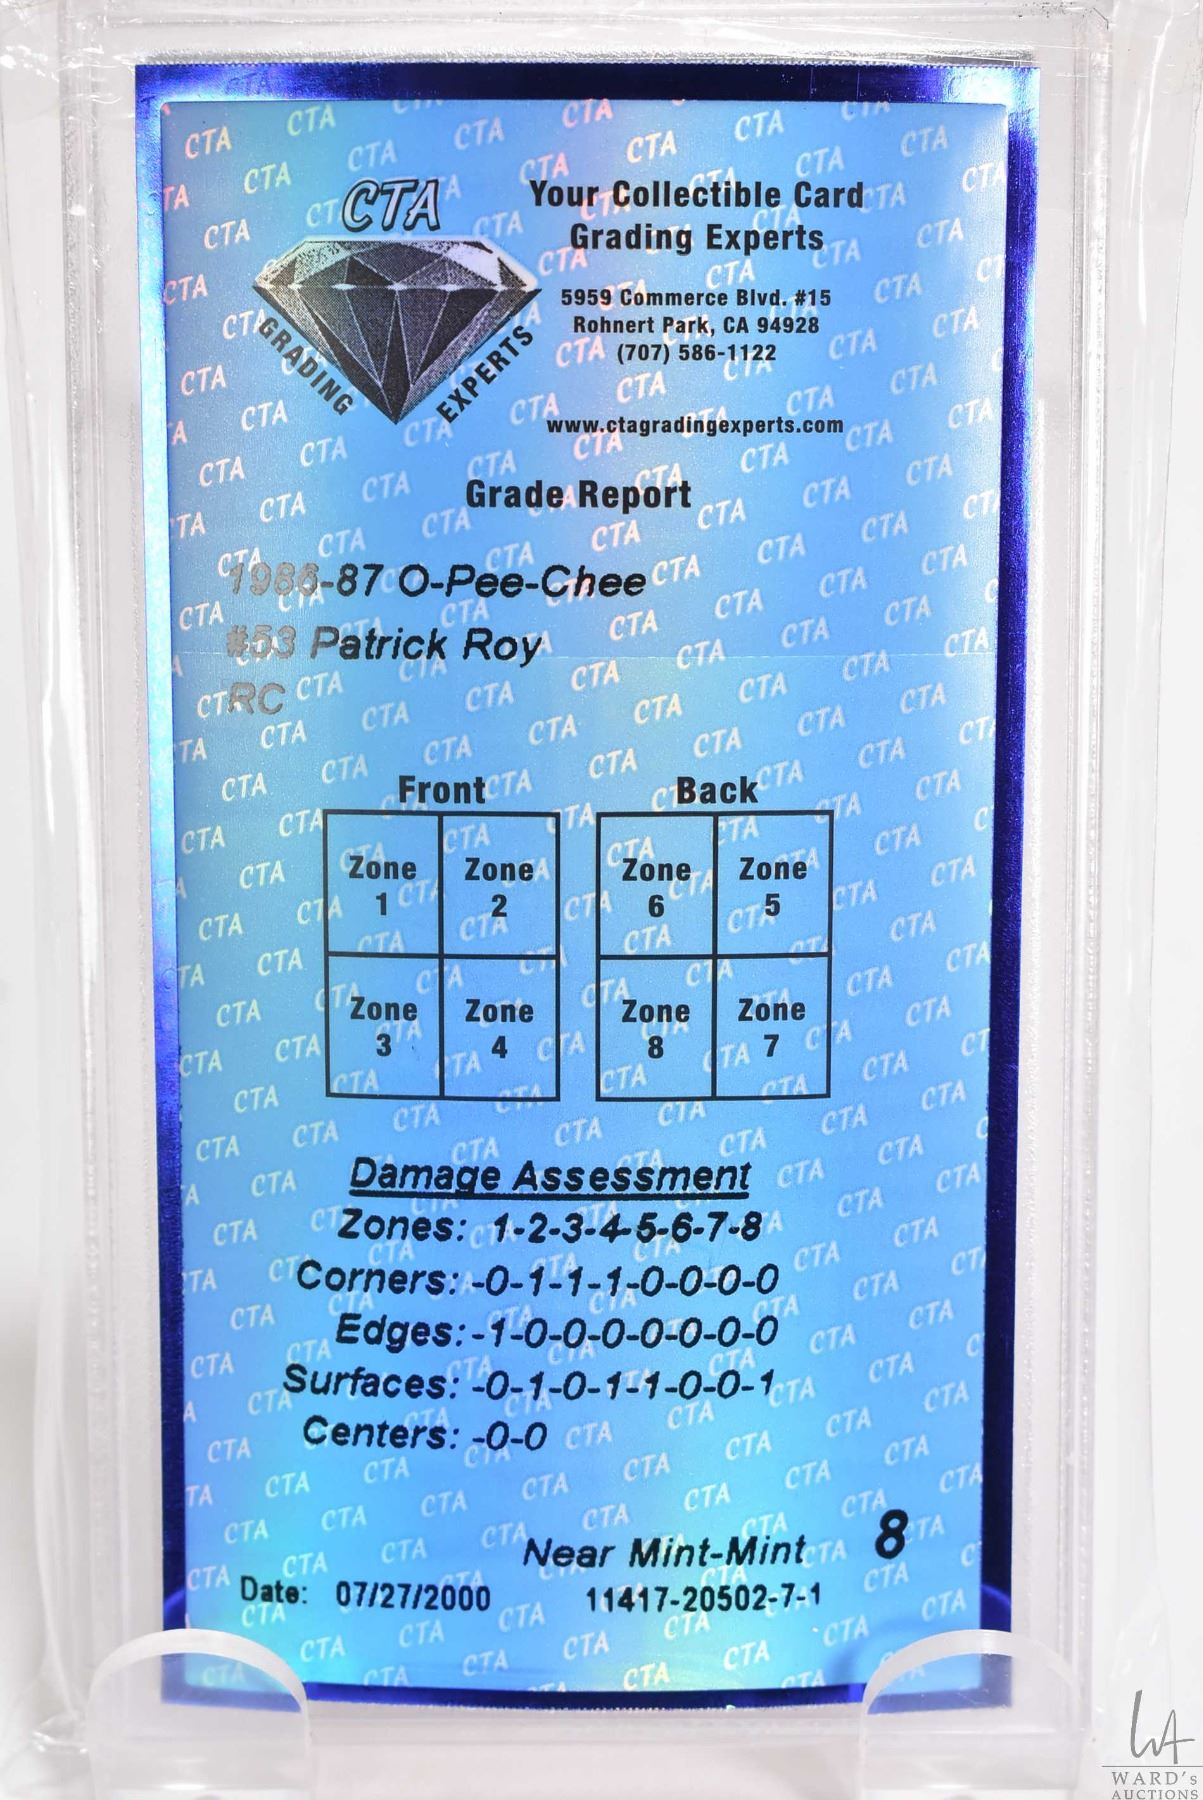 CTA
GRADING EXPERTS
Your Collectible Card
Grading Experts
5959 Commerce Blvd. #15
Rohnert Park, CA 94928
(707) 586-1122
www.ctagradingexperts.com
Grade Report
1986-87 O-Pee-Chee
#53 Patrick Roy
RC
Front
Back
Zone 1
Zone 2
Zone 3
Zone 4
Zone 6
Zone 5
Zone 8
Zone 7
Damage Assessment
Zones: 1-2-3-4-5-6-7-8
Corners: -0-1-1-1-0-0-0-0
Edges: -1-0-0-0-0-0-0-0
Surfaces: -0-1-0-1-1-0-0-1
Centers: -0-0
Near Mint-Mint 8
Date: 07/27/2000 11417-20502-7-1
WA
WARD's
AUCTIONS